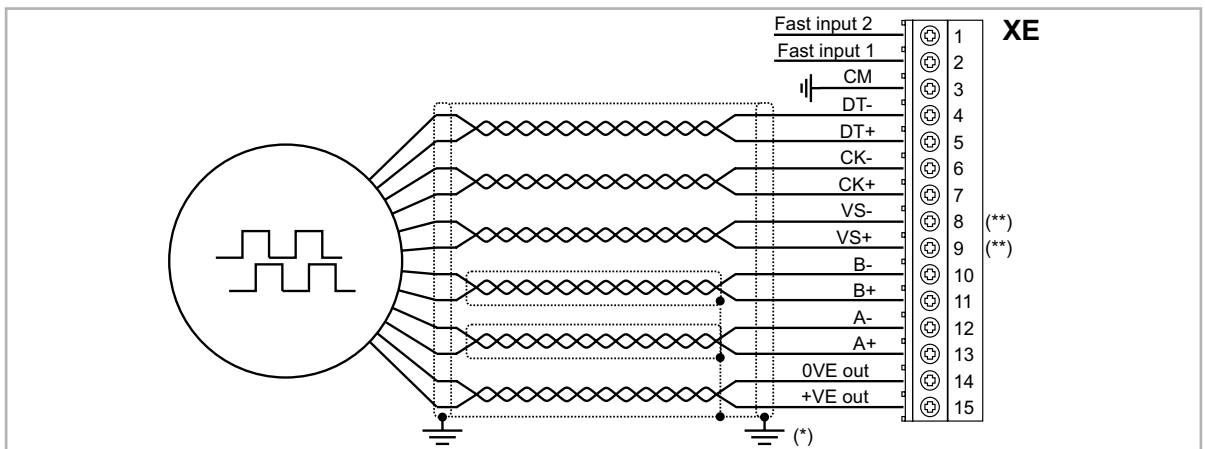 Fast input 2 1 XE
Fast input 1 2
CM 3
DT- 4
DT+ 5
CK- 6
CK+ 7
VS- 8 (**)
VS+ 9 (**)
B- 10
B+ 11
A- 12
A+ 13
0VE out 14
+VE out 15
(*)